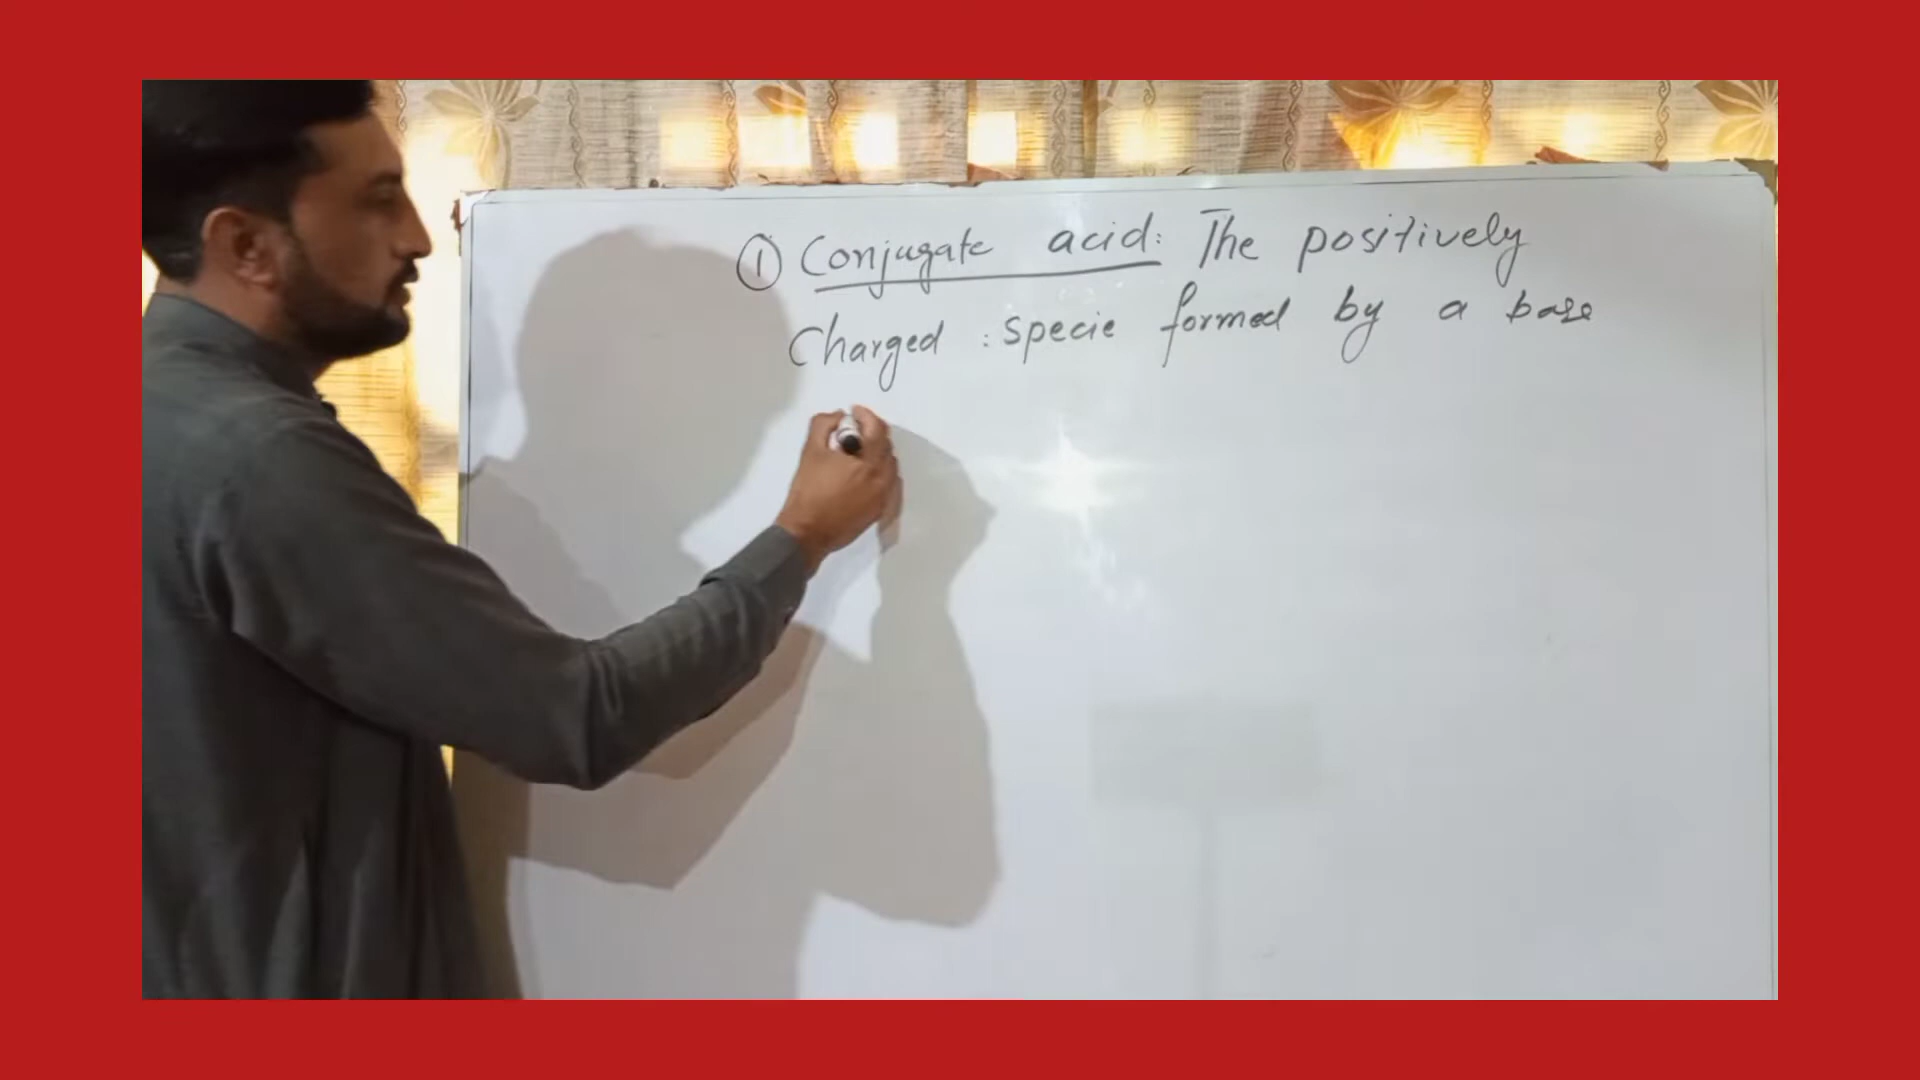 ① Conjugate acid: The positively
Charged : specie formed by a base